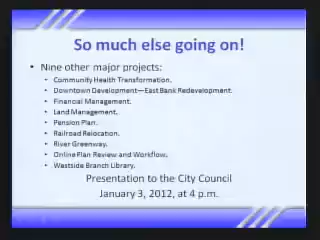 So much else going on!
• Nine other major projects:
• Community Health Transformation.
• Downtown Development—East Bank Redevelopment.
• Financial Management.
• Land Management.
• Pension Plan.
• Railroad Relocation.
• River Greenway.
• Online Plan Review and Workflow.
• Westside Branch Library.
Presentation to the City Council
January 3, 2012, at 4 p.m.